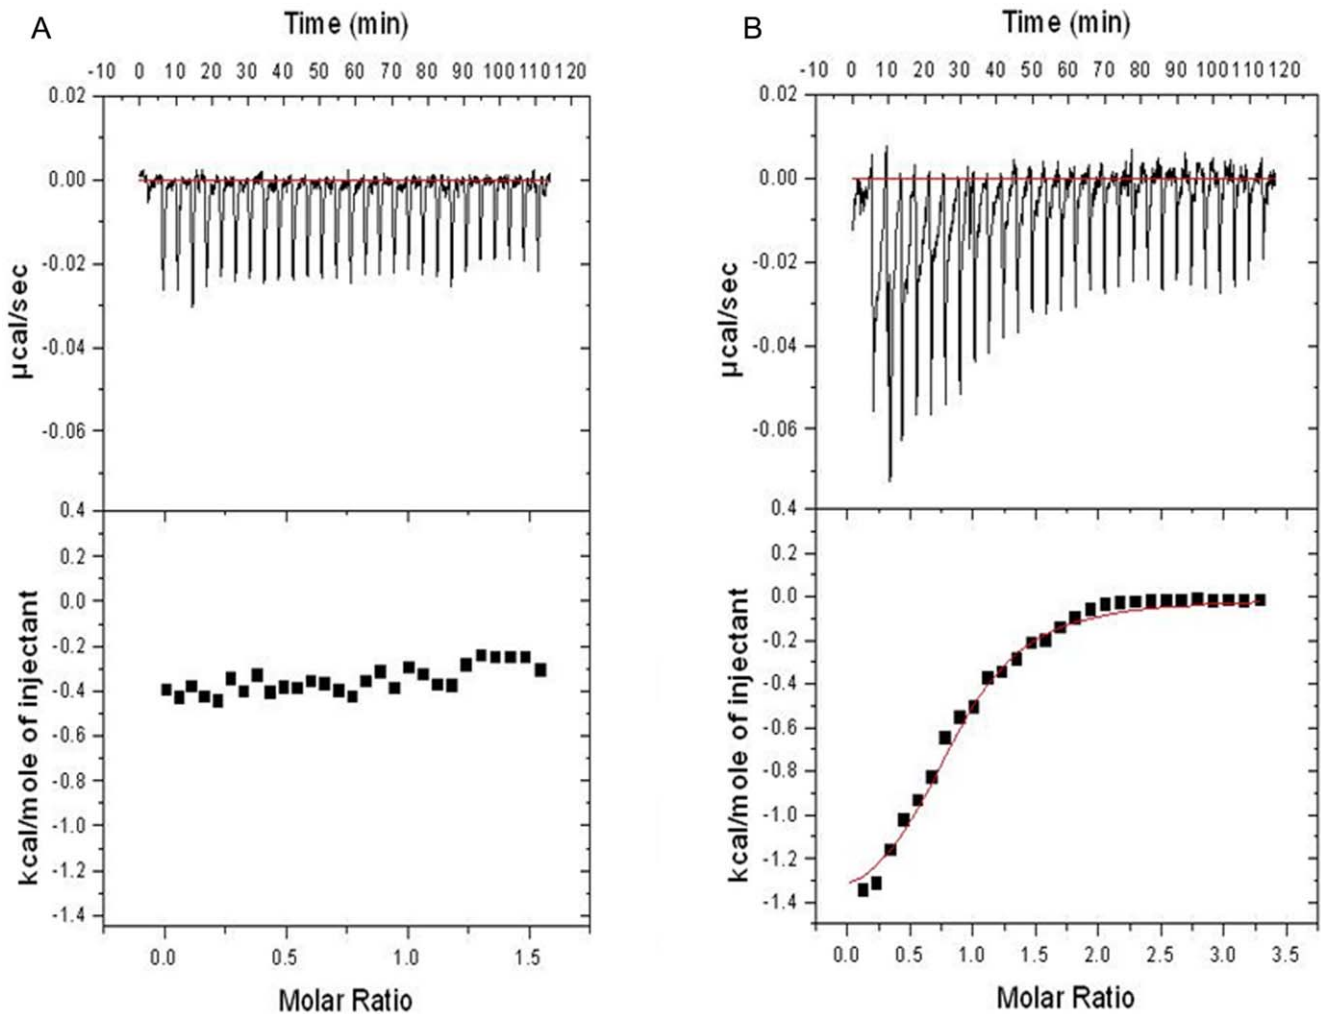 A
Time (min)
-10 0 10 20 30 40 50 60 70 80 90 100 110 120
0.02
0.00
-0.02
-0.04
-0.06
µcal/sec
0.4
0.2
0.0
-0.2
-0.4
-0.6
-0.8
-1.0
-1.2
-1.4
kcal/mole of injectant
0.0 0.5 1.0 1.5
Molar Ratio
B
Time (min)
-10 0 10 20 30 40 50 60 70 80 90 100 110 120
0.02
0.00
-0.02
-0.04
-0.06
µcal/sec
0.4
0.2
0.0
-0.2
-0.4
-0.6
-0.8
-1.0
-1.2
-1.4
kcal/mole of injectant
0.0 0.5 1.0 1.5 2.0 2.5 3.0 3.5
Molar Ratio